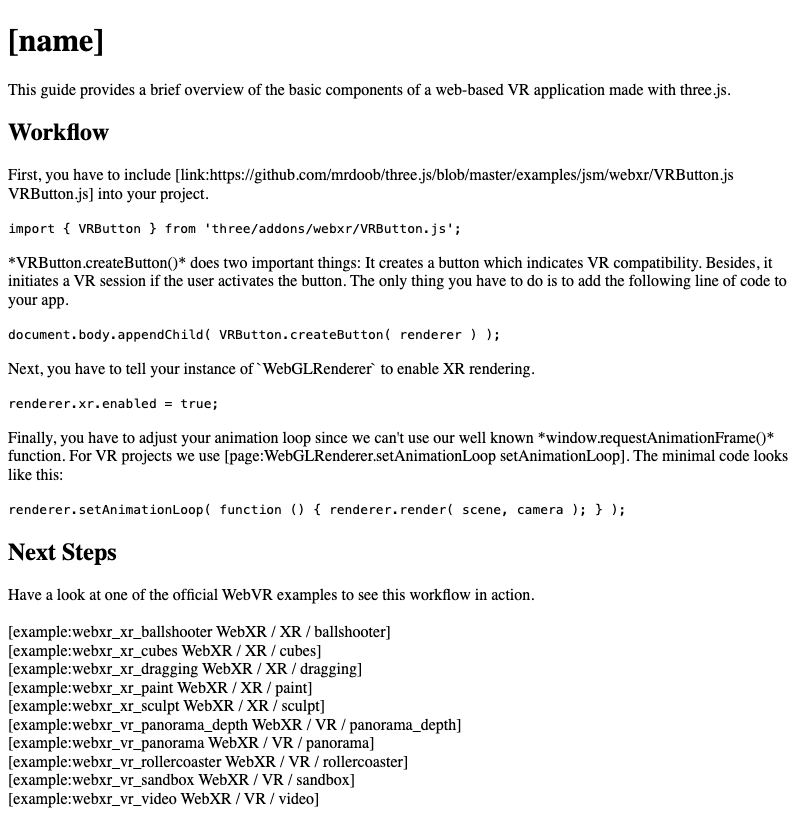 [name]
This guide provides a brief overview of the basic components of a web-based VR application made with three.js.
Workflow
First, you have to include [link:https://github.com/mrdoob/three.js/blob/master/examples/jsm/webxr/VRButton.js
VRButton.js] into your project.
import { VRButton } from 'three/addons/webxr/VRButton.js';
*VRButton.createButton()* does two important things: It creates a button which indicates VR compatibility. Besides, it
initiates a VR session if the user activates the button. The only thing you have to do is to add the following line of code to
your app.
document.body.appendChild( VRButton.createButton( renderer ) );
Next, you have to tell your instance of `WebGLRenderer` to enable XR rendering.
renderer.xr.enabled = true;
Finally, you have to adjust your animation loop since we can't use our well known *window.requestAnimationFrame()*
function. For VR projects we use [page:WebGLRenderer.setAnimationLoop setAnimationLoop]. The minimal code looks
like this:
renderer.setAnimationLoop( function () { renderer.render( scene, camera ); } );
Next Steps
Have a look at one of the official WebVR examples to see this workflow in action.
[example:webxr_xr_ballshooter WebXR / XR / ballshooter]
[example:webxr_xr_cubes WebXR / XR / cubes]
[example:webxr_xr_dragging WebXR / XR / dragging]
[example:webxr_xr_paint WebXR / XR / paint]
[example:webxr_xr_sculpt WebXR / XR / sculpt]
[example:webxr_vr_panorama_depth WebXR / VR / panorama_depth]
[example:webxr_vr_panorama WebXR / VR / panorama]
[example:webxr_vr_rollercoaster WebXR / VR / rollercoaster]
[example:webxr_vr_sandbox WebXR / VR / sandbox]
[example:webxr_vr_video WebXR / VR / video]